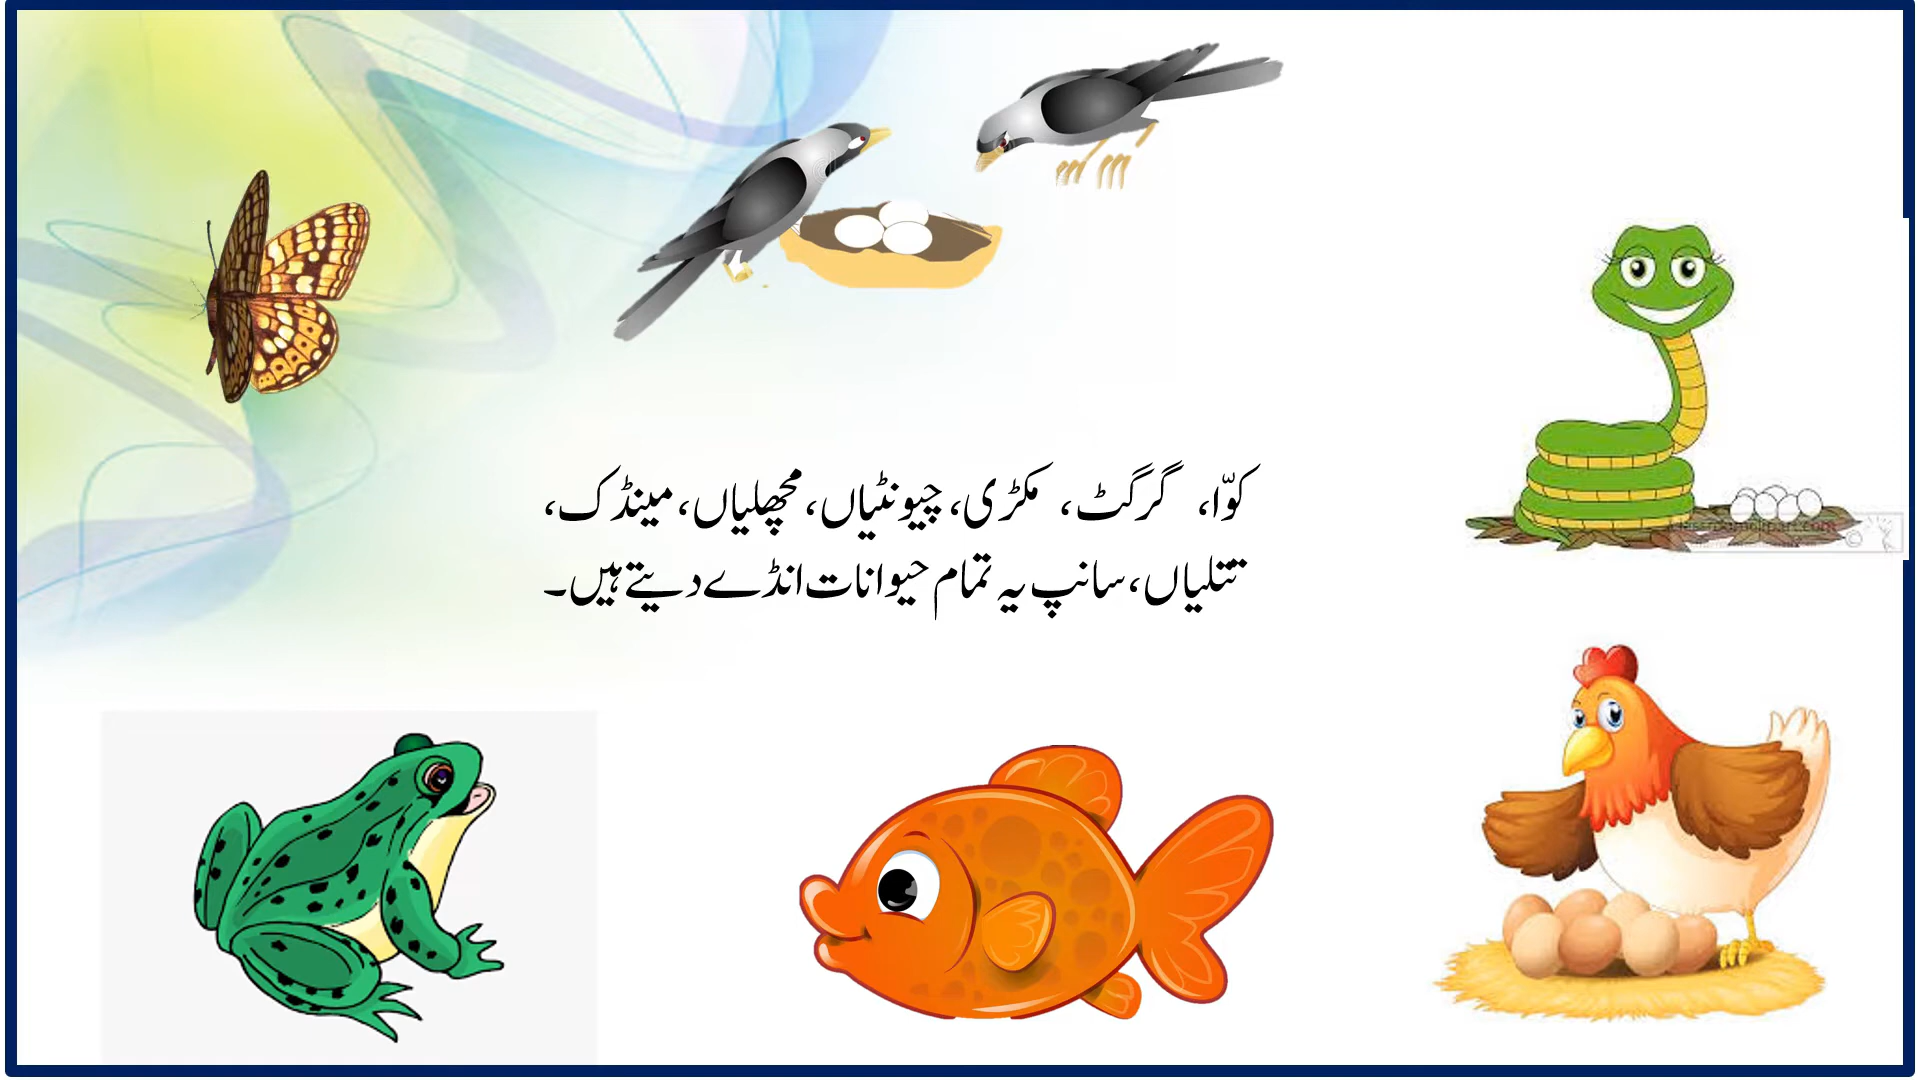 کوّا، گرگٹ، مکڑی، چیونٹیاں، مچھلیاں، مینڈک،
تتلیاں، سانپ یہ تمام حیوانات انڈے دیتے ہیں۔